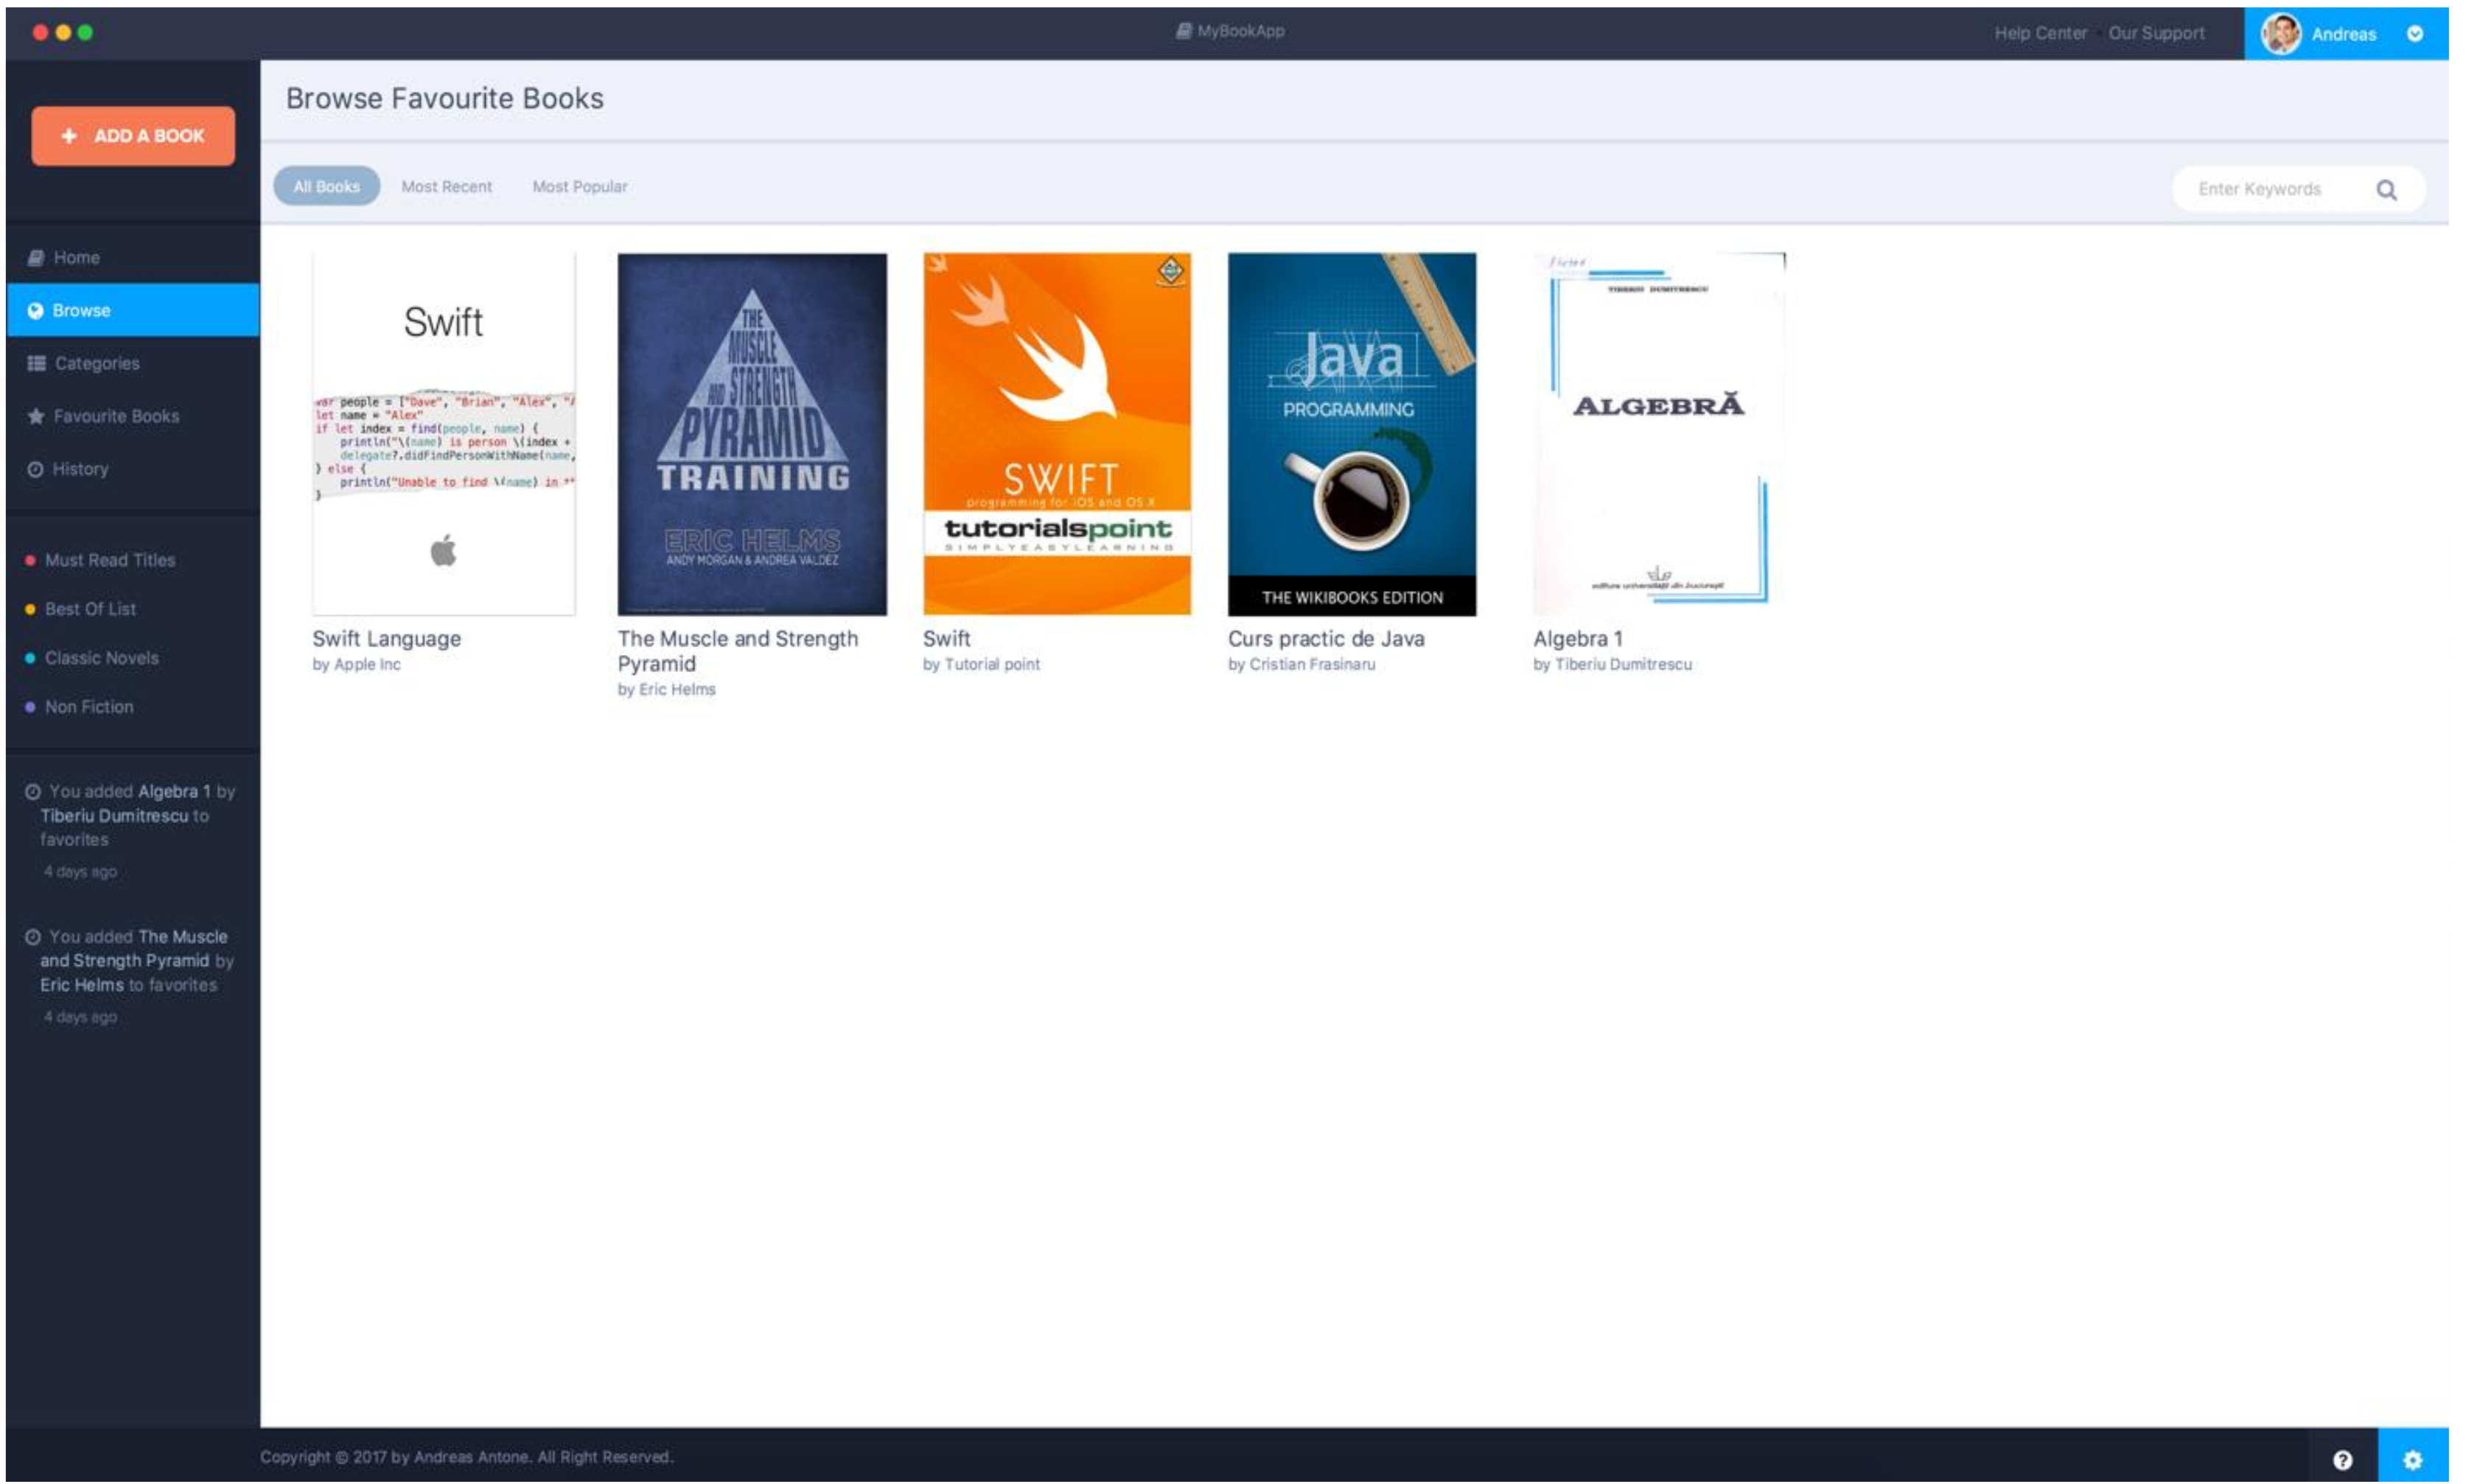 MyBookApp
Help Center
Our Support
Andreas
+ ADD A BOOK
Browse Favourite Books
All Books
Most Recent
Most Popular
Enter Keywords
Home
Browse
Categories
Favourite Books
History
Must Read Titles
Best Of List
Classic Novels
Non Fiction
You added Algebra 1 by
Tiberiu Dumitrescu to
favorites
4 days ago
You added The Muscle
and Strength Pyramid by
Eric Helms to favorites
4 days ago
Swift
var people = ["Dave", "Brian", "Alex",
let name = "Alex"
if let index = find(people, name) {
println("\(name) is person \(index +
delegate?.didFindPersonWithName(name,
} else {
println("Unable to find \(name) in
}
Swift Language
by Apple Inc
THE
MUSCLE
AND STRENGTH
PYRAMID
TRAINING
ERIC HELMS
ANDY MORGAN & ANDREA VALDEZ
The Muscle and Strength
Pyramid
by Eric Helms
SWIFT
programming for iOS and OS X
tutorialspoint
SIMPLYEASYLEARNING
Swift
by Tutorial point
Java
PROGRAMMING
THE WIKIBOOKS EDITION
Curs practic de Java
by Cristian Frasinaru
TIBERIU DUMITRESCU
ALGEBRĂ
editura universităţii din bucureşti
Algebra 1
by Tiberiu Dumitrescu
Copyright © 2017 by Andreas Antone. All Right Reserved.